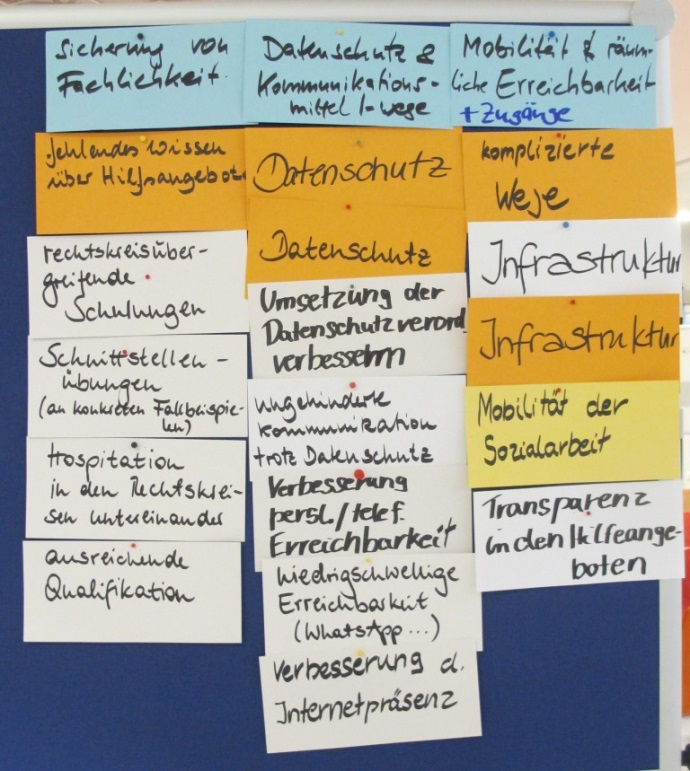 Sicherung von
Fachlichkeit
fehlendes Wissen
über Hilfsangebote
rechtskreisüber-
greifende
Schulungen
Schnittstellen-
übungen
(an konkreten Fallbeispie-
len)
Hospitation
in den Rechtskrei-
sen untereinander
ausreichende
Qualifikation
Datenschutz &
Kommunikations-
mittel/-wege
Datenschutz
Datenschutz
Umsetzung der
Datenschutzverord
verbessern
ungehinderte
Kommunikation
trotz Datenschutz
Verbesserung
persl./telef.
Erreichbarkeit
niedrigschwellige
Erreichbarkeit
(WhatsApp...)
Verbesserung d.
Internetpräsenz
Mobilität & räum-
liche Erreichbarkeit
+ Zugänge
komplizierte
Wege
Infrastruktur
Infrastruktur
Mobilität der
Sozialarbeit
Transparenz
in den Hilfeange-
boten